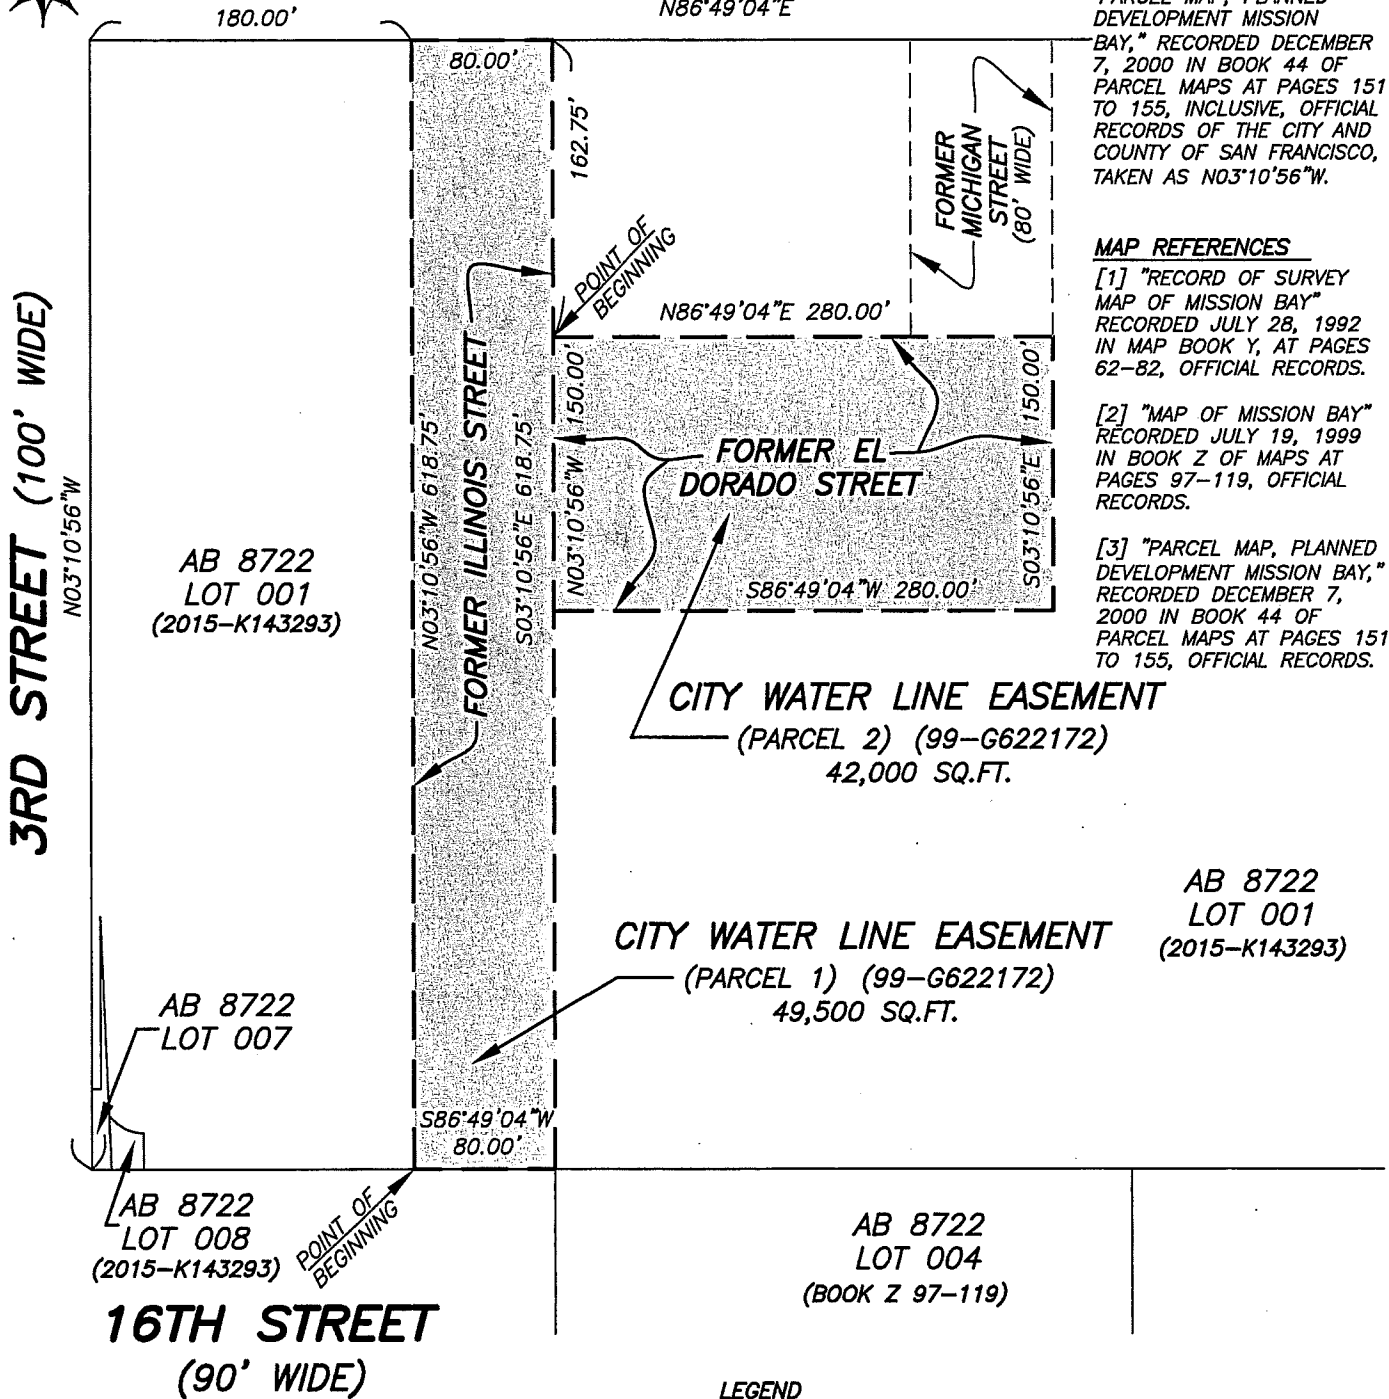 180.00'
N86°49'04"E
80.00'
162.75'
"PARCEL MAP, PLANNED
DEVELOPMENT MISSION
BAY," RECORDED DECEMBER
7, 2000 IN BOOK 44 OF
PARCEL MAPS AT PAGES 151
TO 155, INCLUSIVE, OFFICIAL
RECORDS OF THE CITY AND
COUNTY OF SAN FRANCISCO,
TAKEN AS N03°10'56"W.
FORMER
MICHIGAN
STREET
(80' WIDE)
MAP REFERENCES
[1] "RECORD OF SURVEY
MAP OF MISSION BAY"
RECORDED JULY 28, 1992
IN MAP BOOK Y, AT PAGES
62-82, OFFICIAL RECORDS.
[2] "MAP OF MISSION BAY"
RECORDED JULY 19, 1999
IN BOOK Z OF MAPS AT
PAGES 97-119, OFFICIAL
RECORDS.
[3] "PARCEL MAP, PLANNED
DEVELOPMENT MISSION BAY,"
RECORDED DECEMBER 7,
2000 IN BOOK 44 OF
PARCEL MAPS AT PAGES 151
TO 155, OFFICIAL RECORDS.
POINT OF
BEGINNING
N86°49'04"E 280.00'
3RD STREET (100' WIDE)
N03°10'56"W
N03°10'56"W 618.75'
FORMER ILLINOIS STREET
S03°10'56"E 618.75'
N03°10'56"W 150.00'
FORMER EL
DORADO STREET
S03°10'56"E 150.00'
S86°49'04"W 280.00'
AB 8722
LOT 001
(2015-K143293)
CITY WATER LINE EASEMENT
(PARCEL 2) (99-G622172)
42,000 SQ.FT.
AB 8722
LOT 001
(2015-K143293)
CITY WATER LINE EASEMENT
(PARCEL 1) (99-G622172)
49,500 SQ.FT.
AB 8722
LOT 007
S86°49'04"W
80.00'
AB 8722
LOT 008
(2015-K143293)
POINT OF
BEGINNING
AB 8722
LOT 004
(BOOK Z 97-119)
16TH STREET
(90' WIDE)
LEGEND